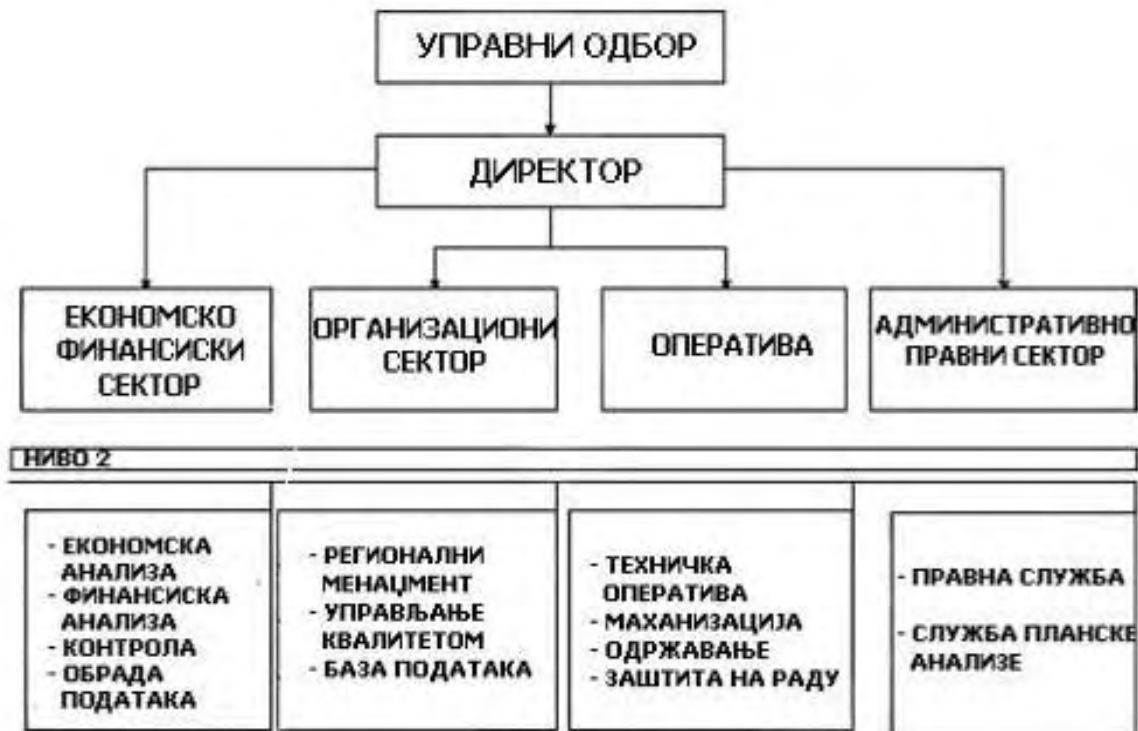 УПРАВНИ ОДБОР
ДИРЕКТОР
ЕКОНОМСКО
ФИНАНСИСКИ
СЕКТОР
ОРГАНИЗАЦИОНИ
СЕКТОР
ОПЕРАТИВА
АДМИНИСТРАТИВНО
ПРАВНИ СЕКТОР
НИВО 2
- ЕКОНОМСКА
АНАЛИЗА
- ФИНАНСИСКА
АНАЛИЗА
- КОНТРОЛА
- ОБРАДА
ПОДАТАКА
- РЕГИОНАЛНИ
МЕНАЏМЕНТ
- УПРАВЉАЊЕ
КВАЛИТЕТОМ
- БАЗА ПОДАТАКА
- ТЕХНИЧКА
ОПЕРАТИВА
- МАХАНИЗАЦИЈА
- ОДРЖАВАЊЕ
- ЗАШТИТА НА РАДУ
- ПРАВНА СЛУЖБА
- СЛУЖБА ПЛАНСКЕ
АНАЛИЗЕ